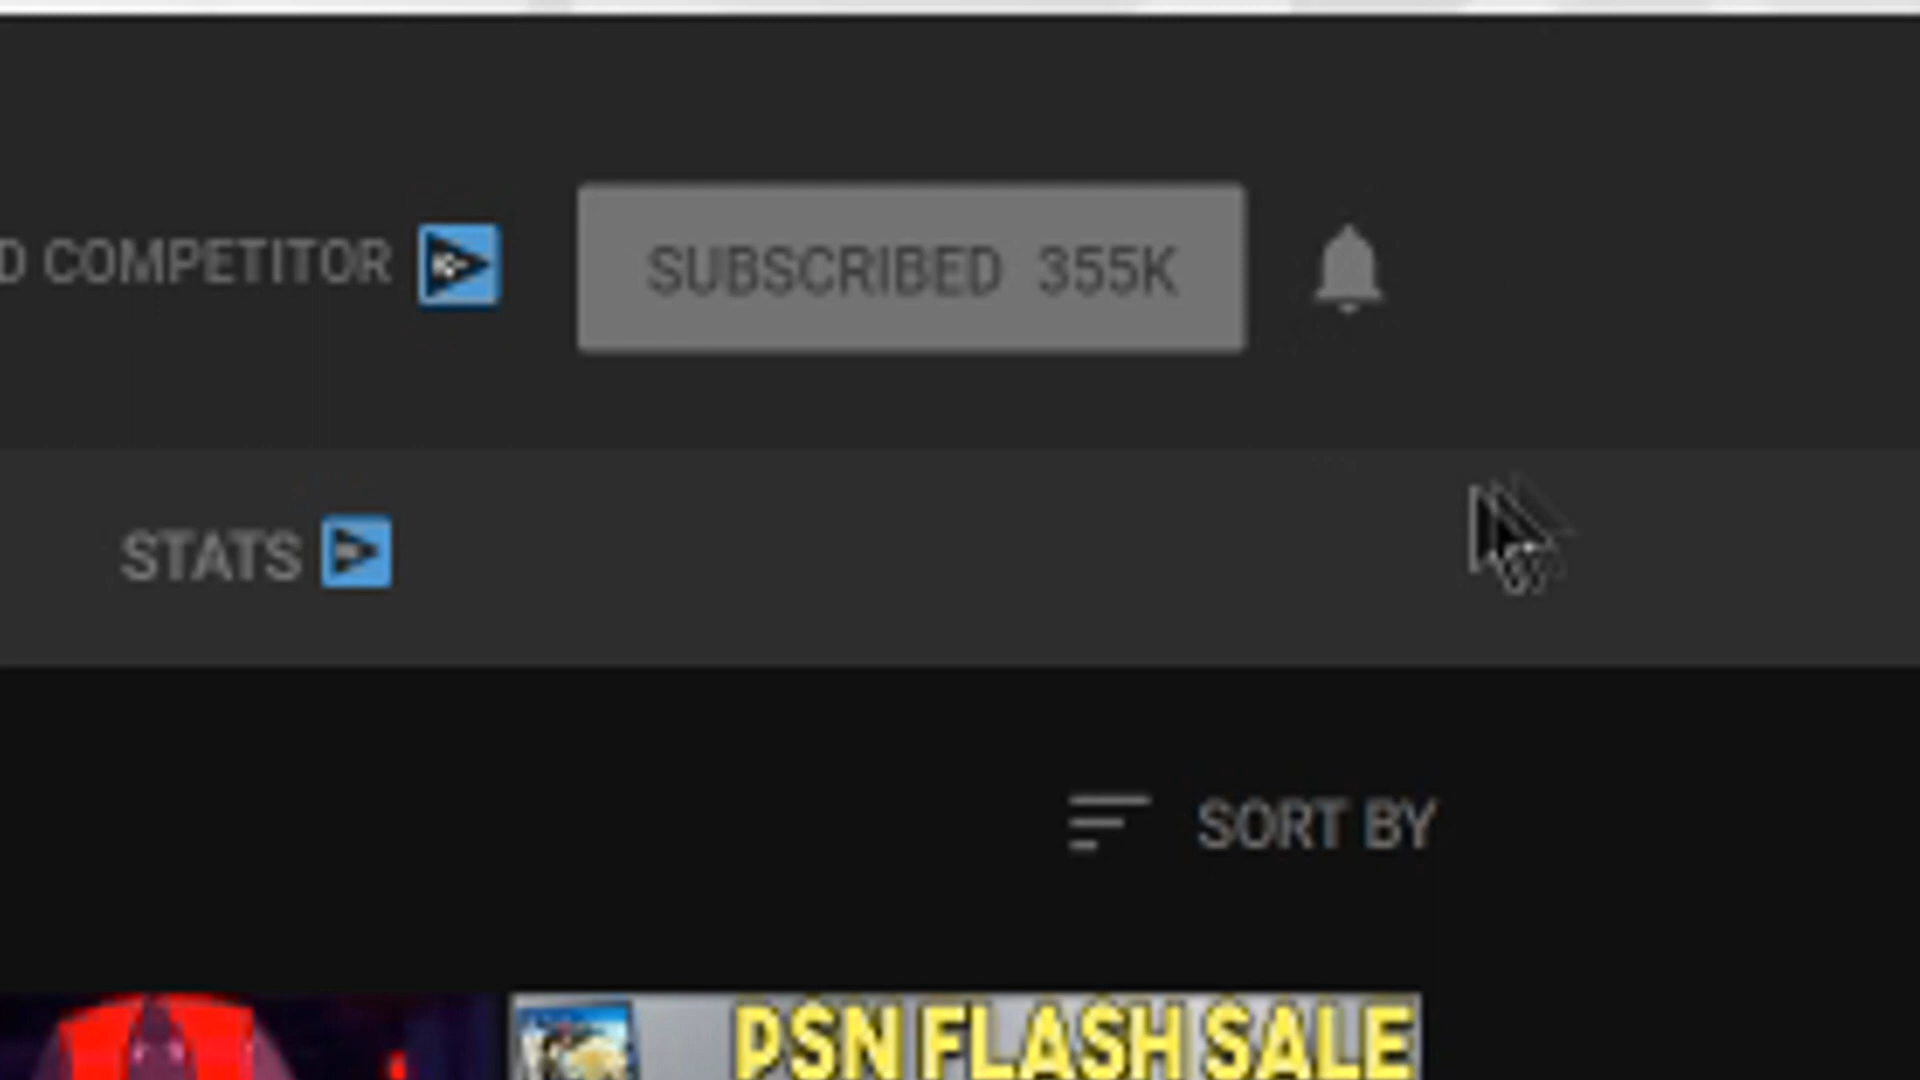 D COMPETITOR
SUBSCRIBED 355K
STATS
SORT BY
PSN FLASH SALE